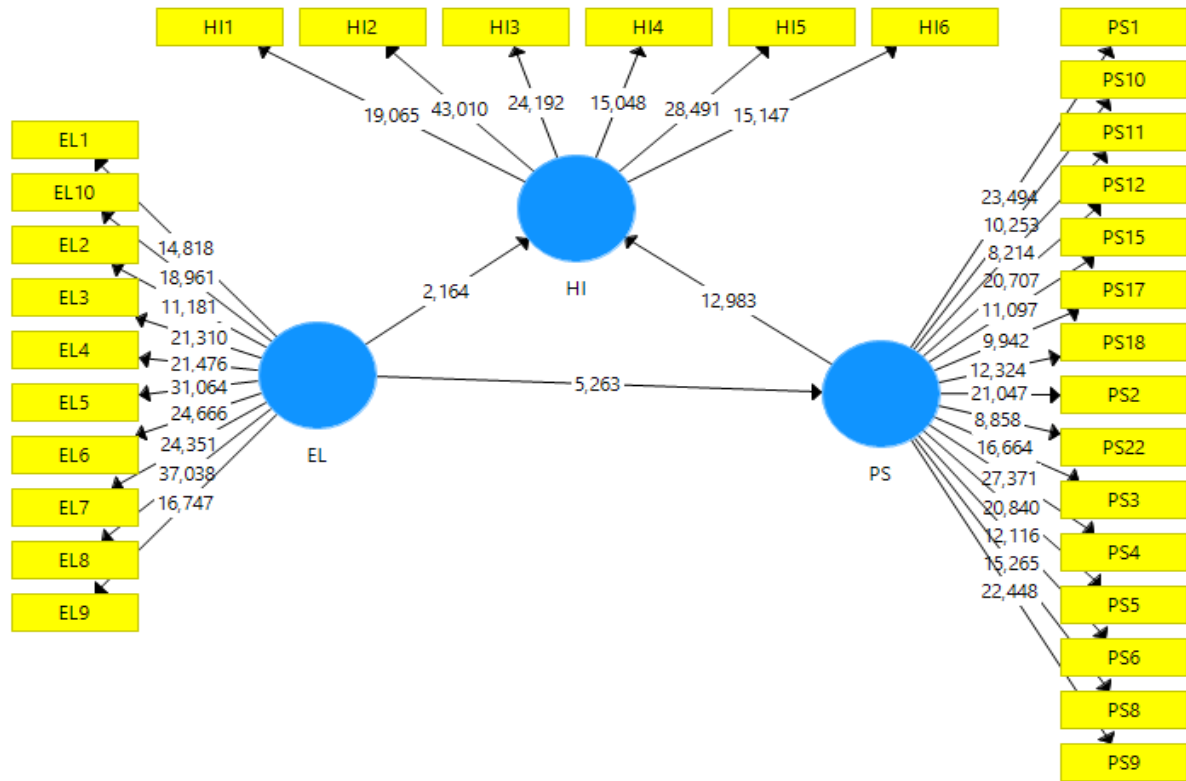 HI1
HI2
HI3
HI4
HI5
HI6
19,065
43,010
24,192
15,048
28,491
15,147
HI
EL1
EL10
EL2
EL3
EL4
EL5
EL6
EL7
EL8
EL9
14,818
18,961
11,181
21,310
21,476
31,064
24,666
24,351
37,038
16,747
EL
2,164
12,983
5,263
PS
23,494
10,253
8,214
20,707
11,097
9,942
12,324
21,047
8,858
16,664
27,371
20,840
12,116
15,265
22,448
PS1
PS10
PS11
PS12
PS15
PS17
PS18
PS2
PS22
PS3
PS4
PS5
PS6
PS8
PS9